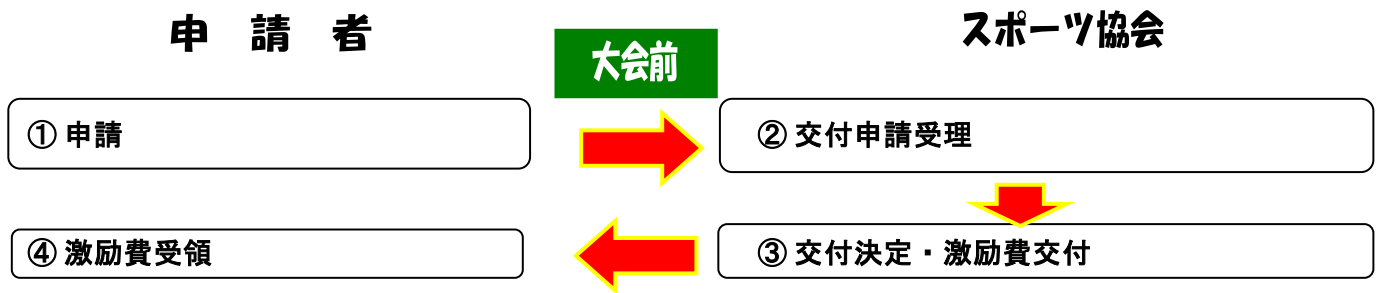 申　請　者
スポーツ協会
大会前
① 申請
② 交付申請受理
④ 激励費受領
③ 交付決定・激励費交付